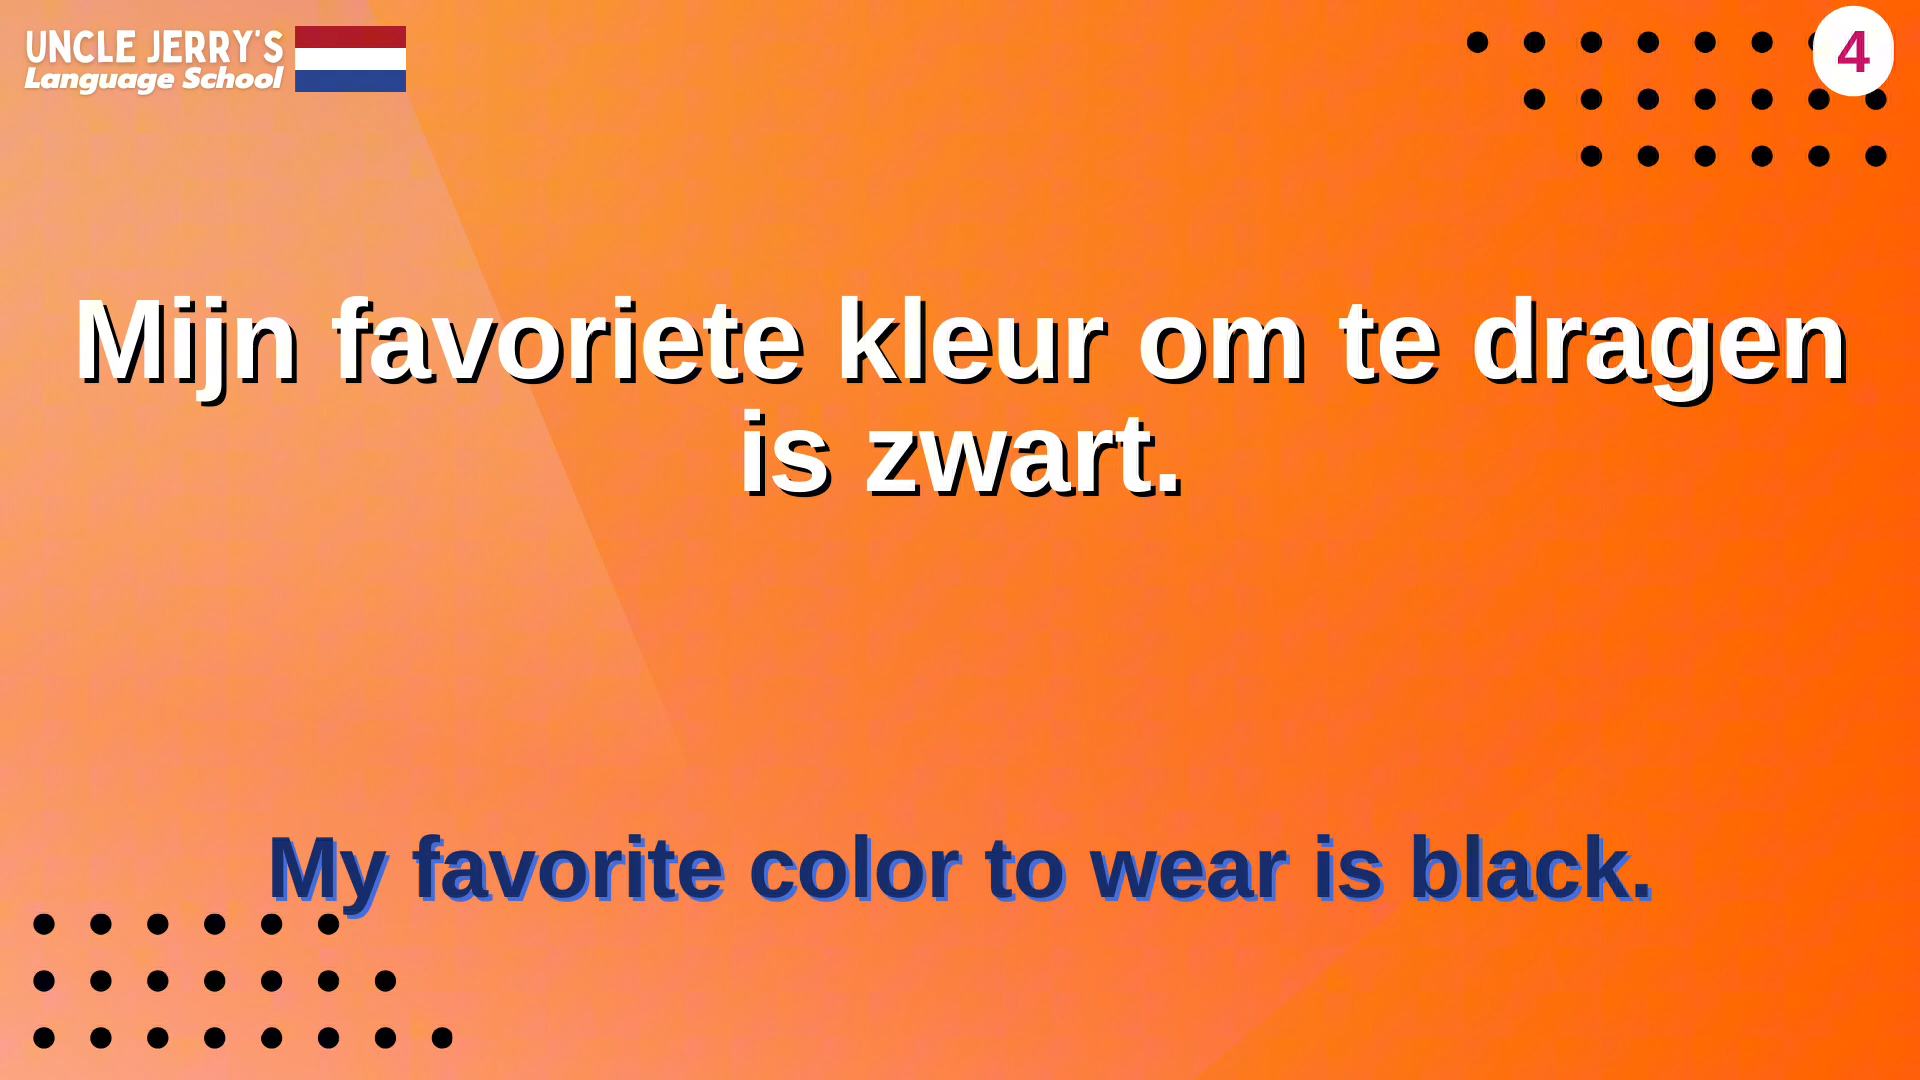 UNCLE JERRY'S
Language School
4
Mijn favoriete kleur om te dragen
is zwart.
My favorite color to wear is black.